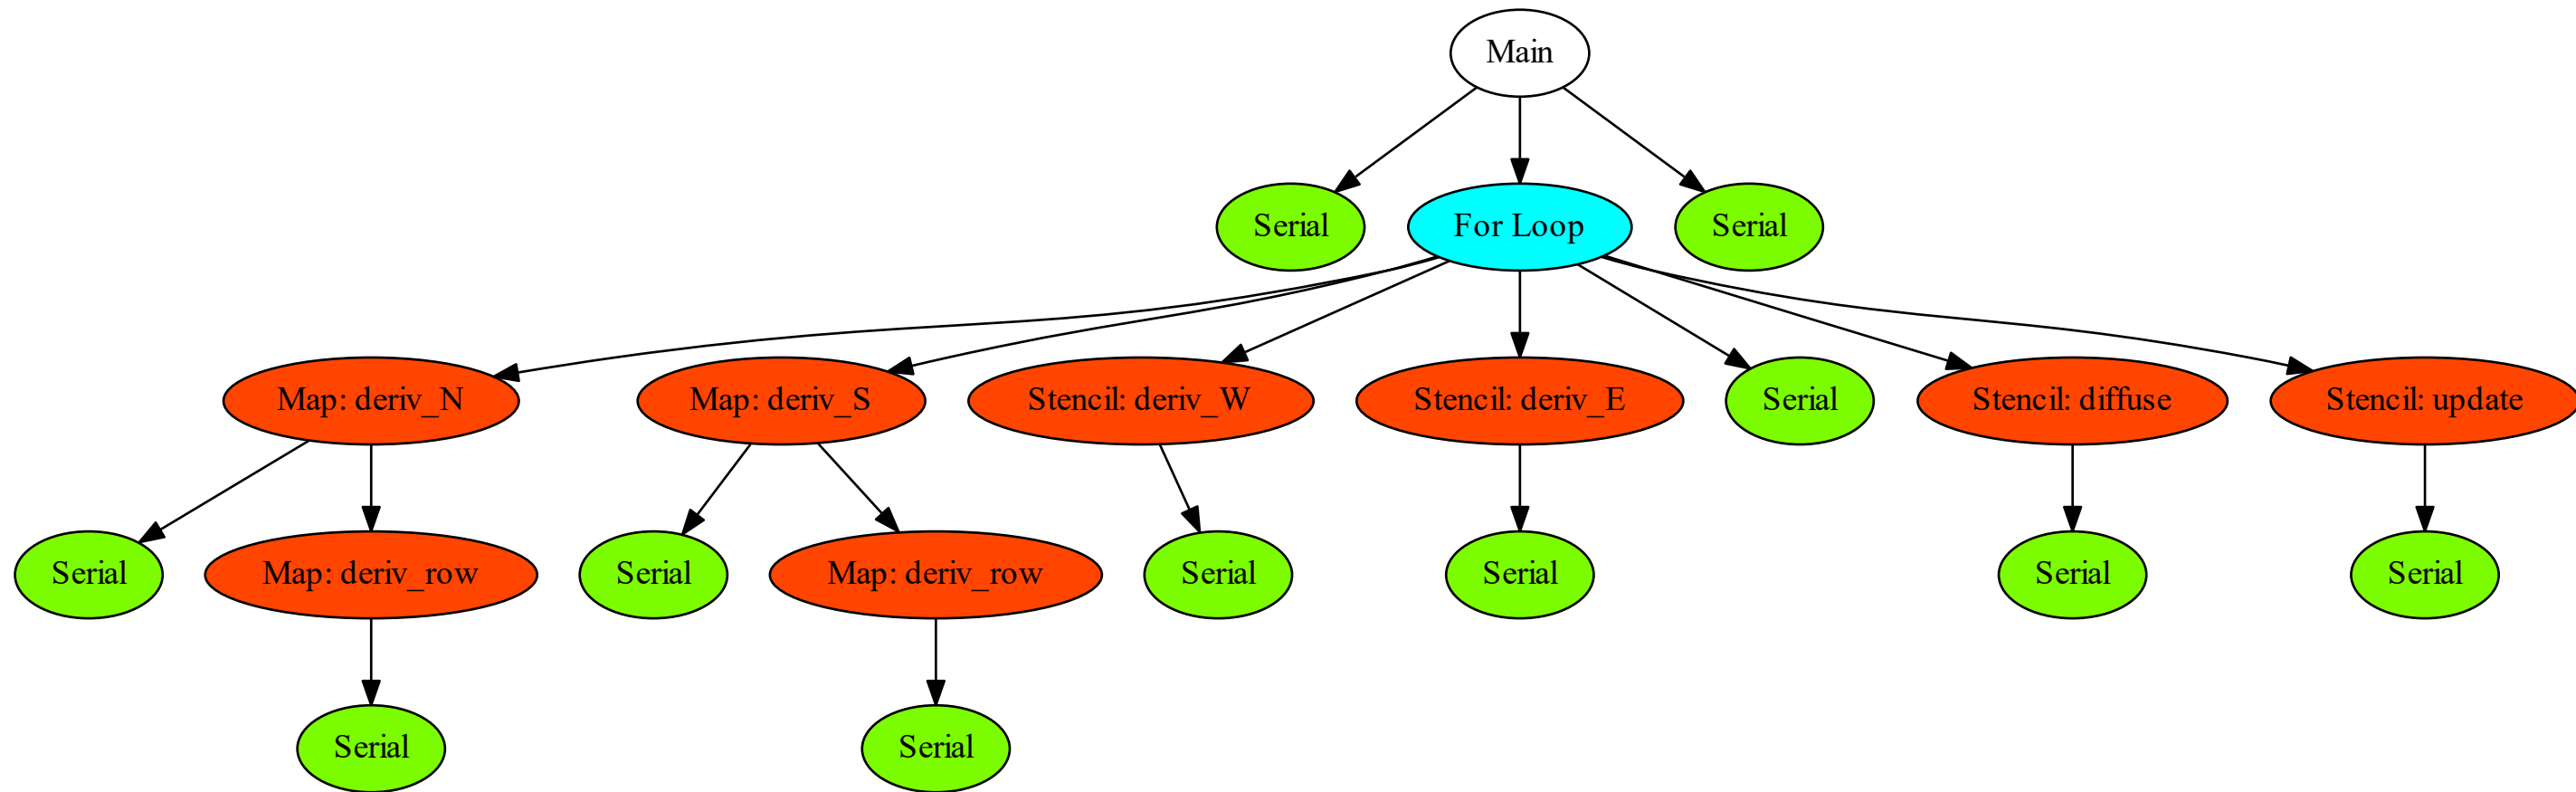 Main
Serial
For Loop
Serial
Map: deriv_N
Map: deriv_S
Stencil: deriv_W
Stencil: deriv_E
Serial
Stencil: diffuse
Stencil: update
Serial
Map: deriv_row
Serial
Map: deriv_row
Serial
Serial
Serial
Serial
Serial
Serial